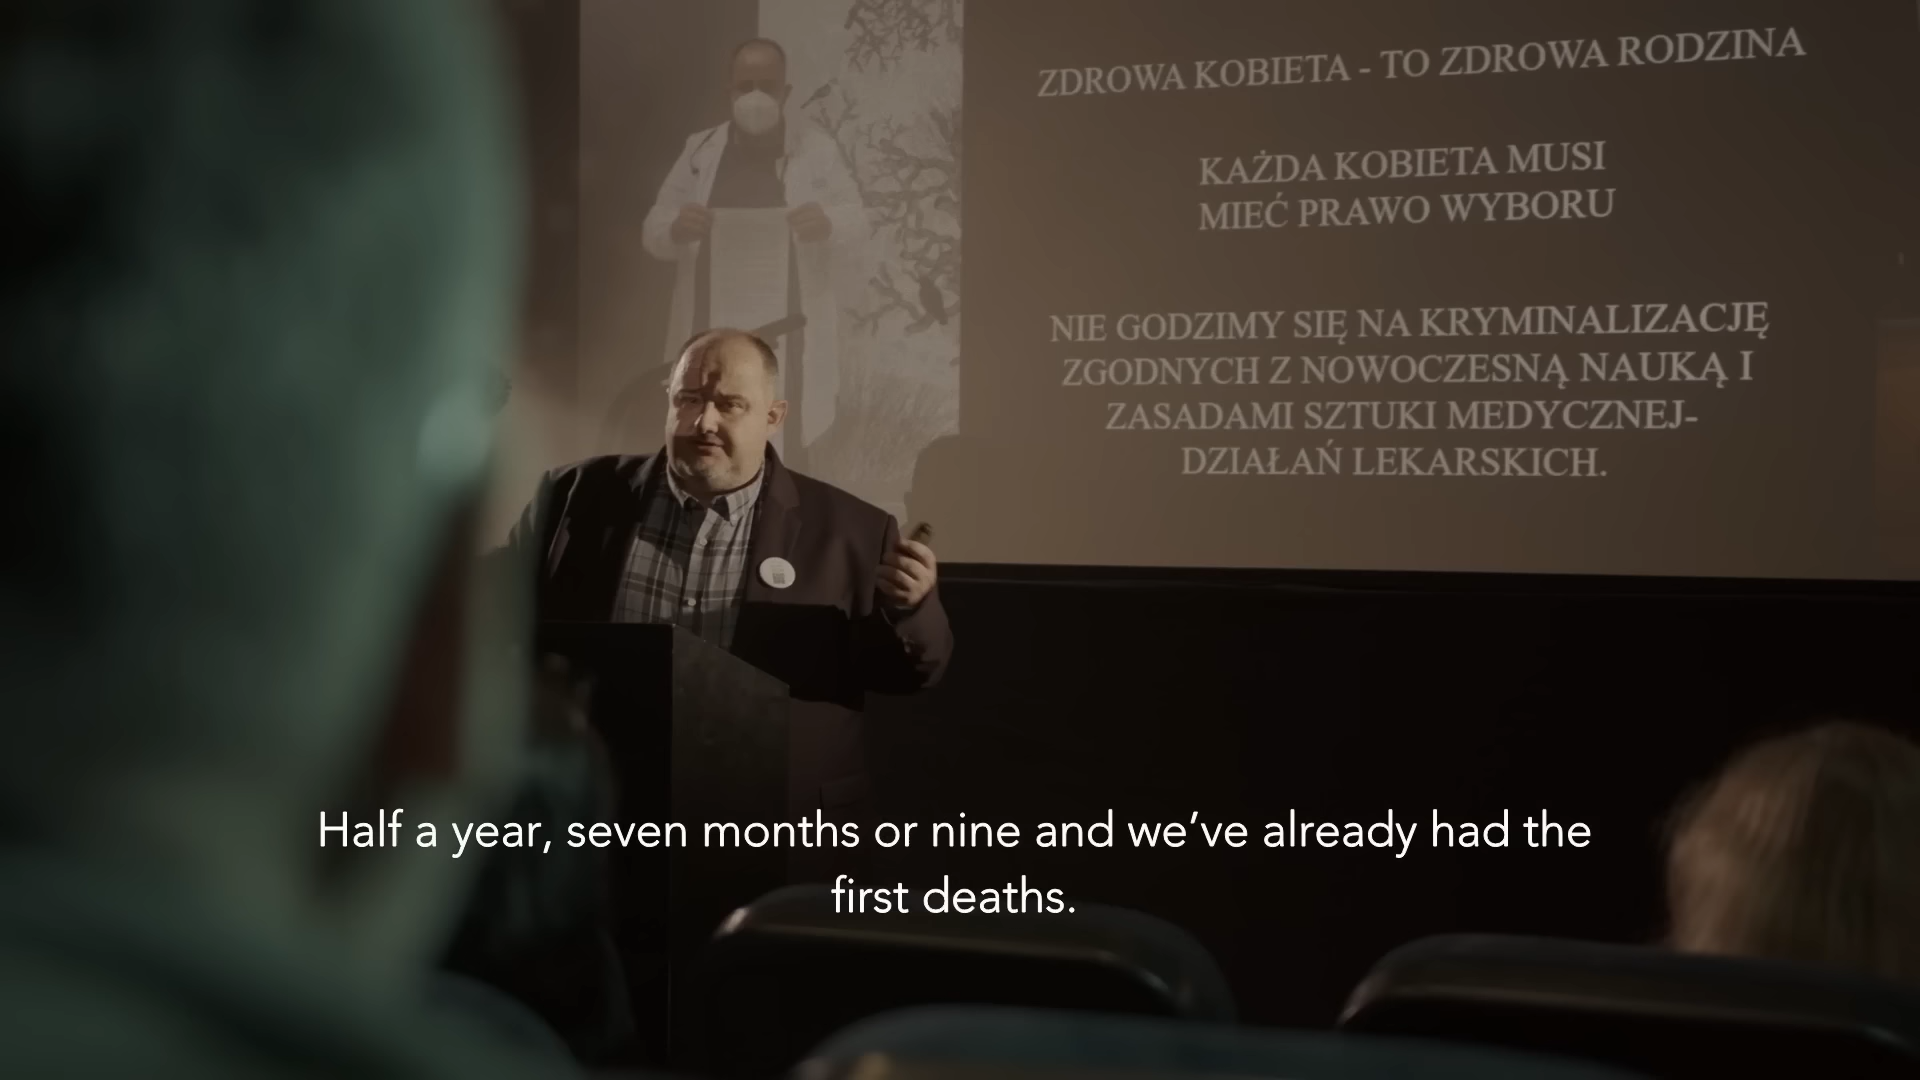 ZDROWA KOBIETA - TO ZDROWA RODZINA
KAŻDA KOBIETA MUSI
MIEĆ PRAWO WYBORU
NIE GODZIMY SIĘ NA KRYMINALIZACJĘ
ZGODNYCH Z NOWOCZESNĄ NAUKĄ I
ZASADAMI SZTUKI MEDYCZNEJ-
DZIAŁAŃ LEKARSKICH.
Half a year, seven months or nine and we’ve already had the
first deaths.